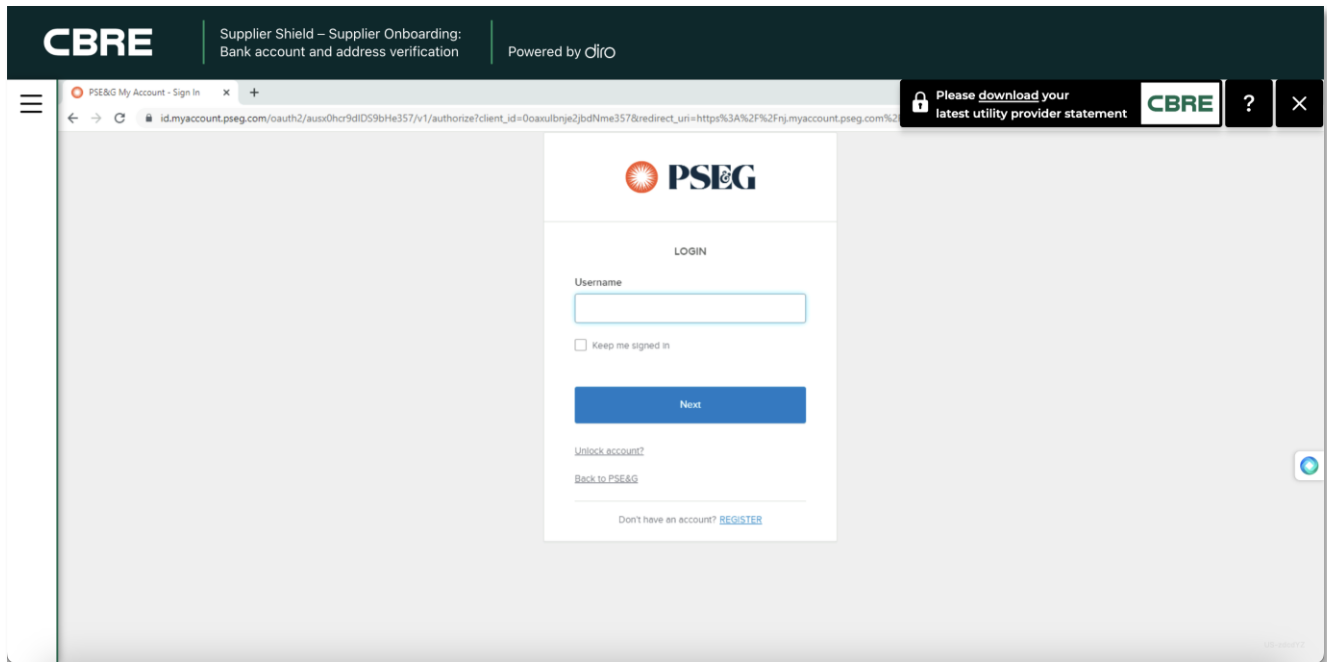 CBRE
Supplier Shield – Supplier Onboarding:
Bank account and address verification
Powered by diro
PSE&G My Account - Sign In
Please download your
latest utility provider statement
CBRE
?
id.myaccount.pseg.com/oauth2/ausx0hcr9dIDS9bHe357/v1/authorize?client_id=0oaxulbnje2jbdNme357&redirect_uri=https%3A%2F%2Fnj.myaccount.pseg.com%2
PSE&G
LOGIN
Username
Keep me signed in
Next
Unlock account?
Back to PSE&G
Don't have an account? REGISTER